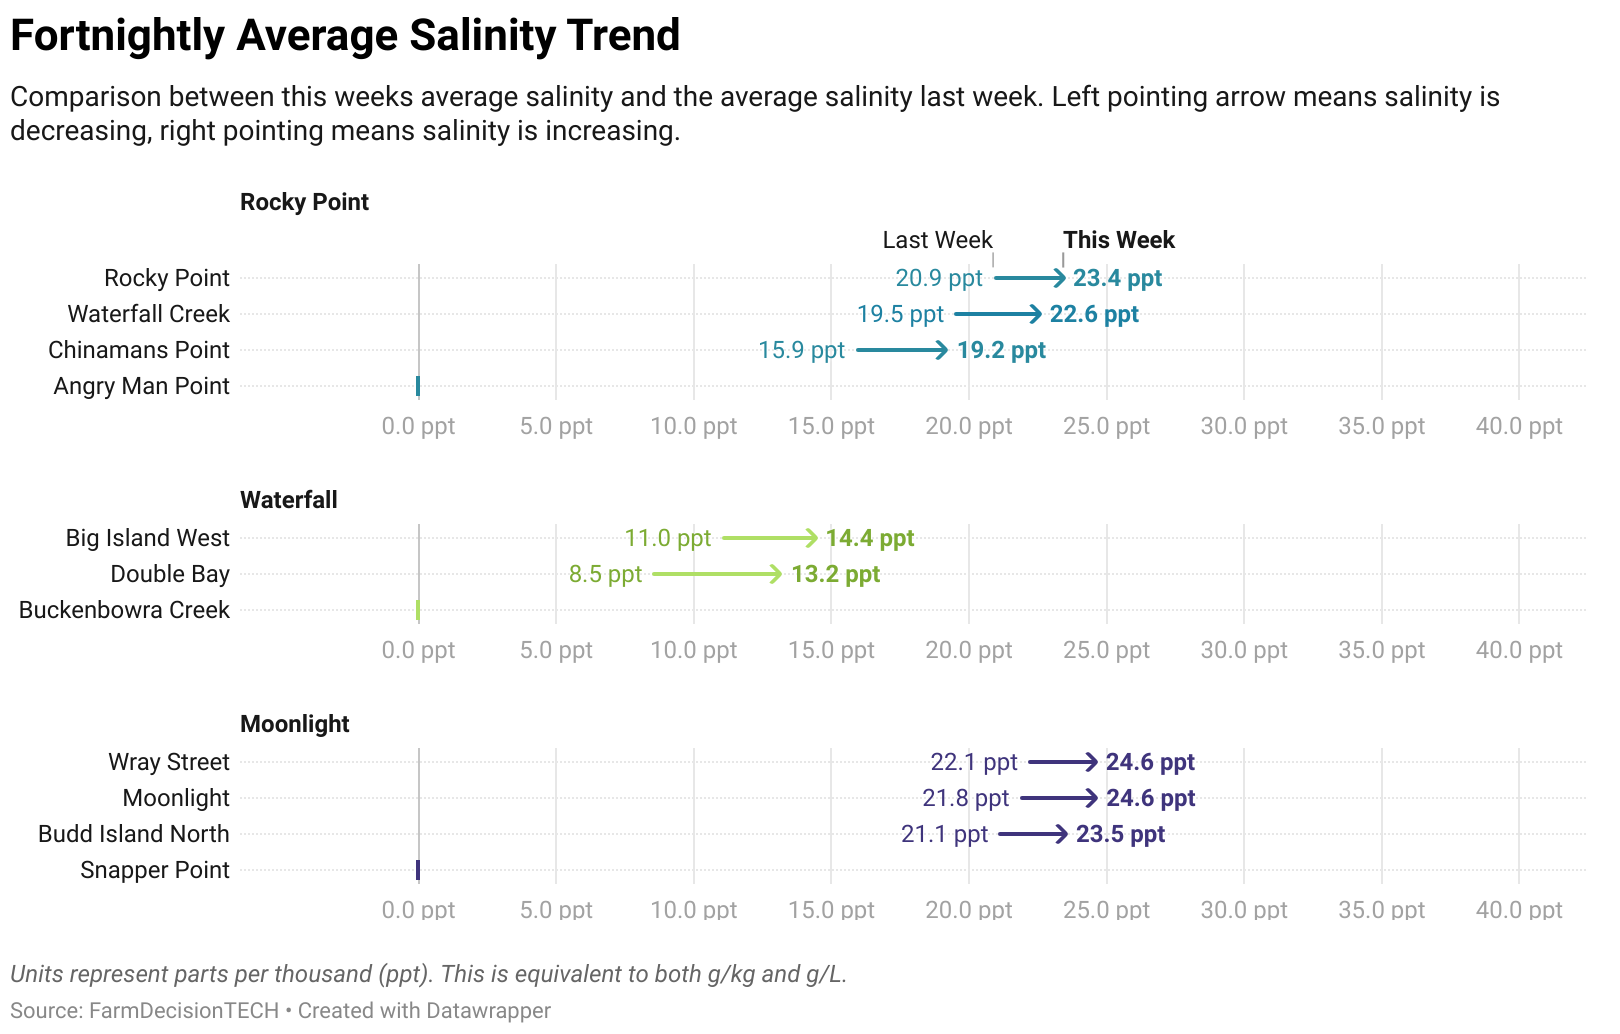 Fortnightly Average Salinity Trend
Comparison between this weeks average salinity and the average salinity last week. Left pointing arrow means salinity is
decreasing, right pointing means salinity is increasing.
Rocky Point
Last Week This Week
Rocky Point 20.9 ppt 23.4 ppt
Waterfall Creek 19.5 ppt 22.6 ppt
Chinamans Point 15.9 ppt 19.2 ppt
Angry Man Point
0.0 ppt 5.0 ppt 10.0 ppt 15.0 ppt 20.0 ppt 25.0 ppt 30.0 ppt 35.0 ppt 40.0 ppt
Waterfall
Big Island West 11.0 ppt 14.4 ppt
Double Bay 8.5 ppt 13.2 ppt
Buckenbowra Creek
0.0 ppt 5.0 ppt 10.0 ppt 15.0 ppt 20.0 ppt 25.0 ppt 30.0 ppt 35.0 ppt 40.0 ppt
Moonlight
Wray Street 22.1 ppt 24.6 ppt
Moonlight 21.8 ppt 24.6 ppt
Budd Island North 21.1 ppt 23.5 ppt
Snapper Point
0.0 ppt 5.0 ppt 10.0 ppt 15.0 ppt 20.0 ppt 25.0 ppt 30.0 ppt 35.0 ppt 40.0 ppt
Units represent parts per thousand (ppt). This is equivalent to both g/kg and g/L.
Source: FarmDecisionTECH • Created with Datawrapper